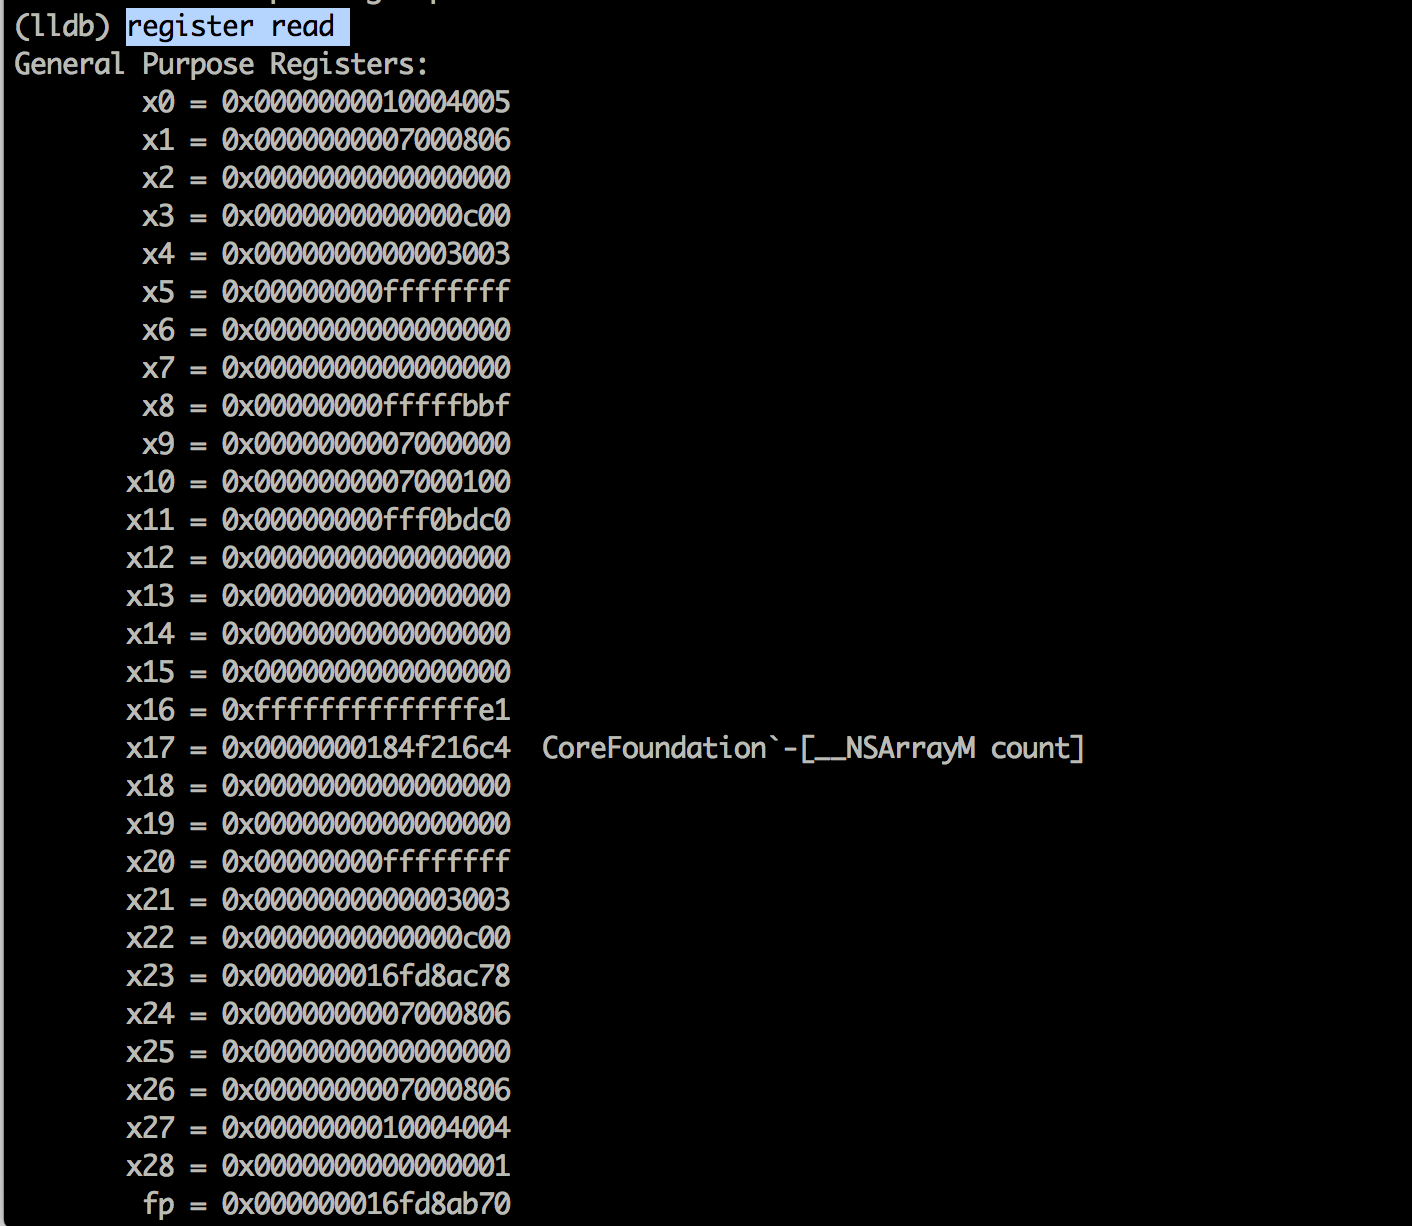 (lldb) register read
General Purpose Registers:
x0 = 0x0000000010004005
x1 = 0x0000000007000806
x2 = 0x0000000000000000
x3 = 0x0000000000000c00
x4 = 0x0000000000003003
x5 = 0x00000000ffffffff
x6 = 0x0000000000000000
x7 = 0x0000000000000000
x8 = 0x00000000fffffbbf
x9 = 0x0000000007000000
x10 = 0x0000000007000100
x11 = 0x00000000fff0bdc0
x12 = 0x0000000000000000
x13 = 0x0000000000000000
x14 = 0x0000000000000000
x15 = 0x0000000000000000
x16 = 0xffffffffffffffe1
x17 = 0x0000000184f216c4 CoreFoundation`-[__NSArrayM count]
x18 = 0x0000000000000000
x19 = 0x0000000000000000
x20 = 0x00000000ffffffff
x21 = 0x0000000000003003
x22 = 0x0000000000000c00
x23 = 0x000000016fd8ac78
x24 = 0x0000000007000806
x25 = 0x0000000000000000
x26 = 0x0000000007000806
x27 = 0x0000000010004004
x28 = 0x0000000000000001
fp = 0x000000016fd8ab70